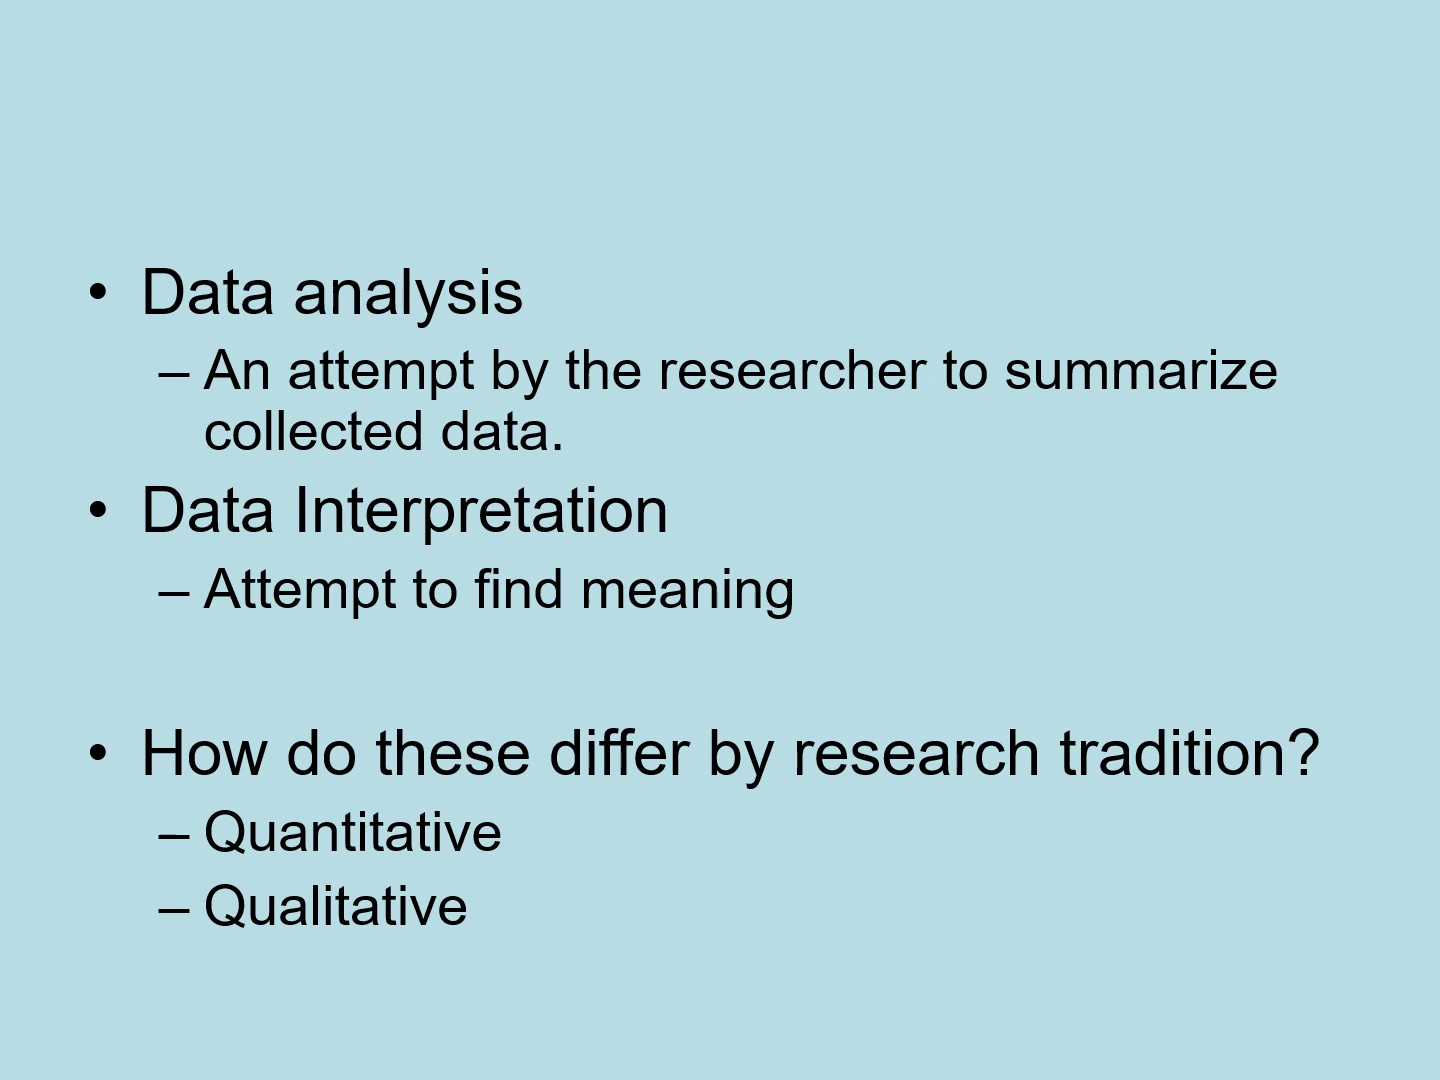 • Data analysis
– An attempt by the researcher to summarize
collected data.
• Data Interpretation
– Attempt to find meaning
• How do these differ by research tradition?
– Quantitative
– Qualitative